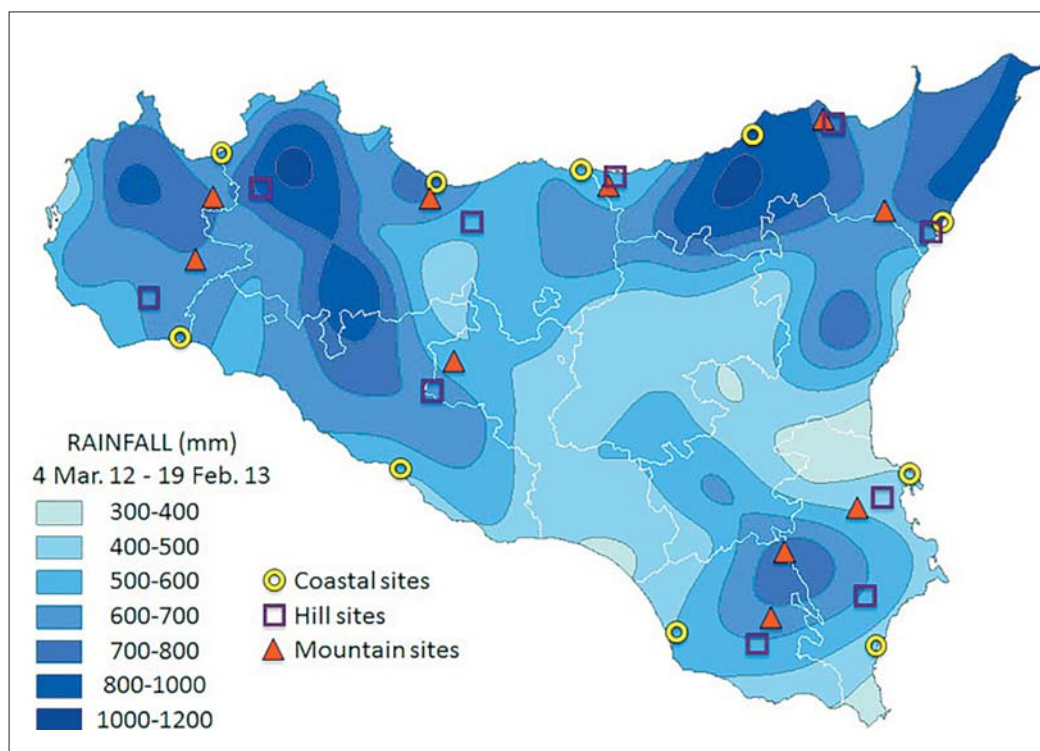 RAINFALL (mm)
4 Mar. 12 - 19 Feb. 13
300-400
400-500
500-600
600-700
700-800
800-1000
1000-1200
Coastal sites
Hill sites
Mountain sites